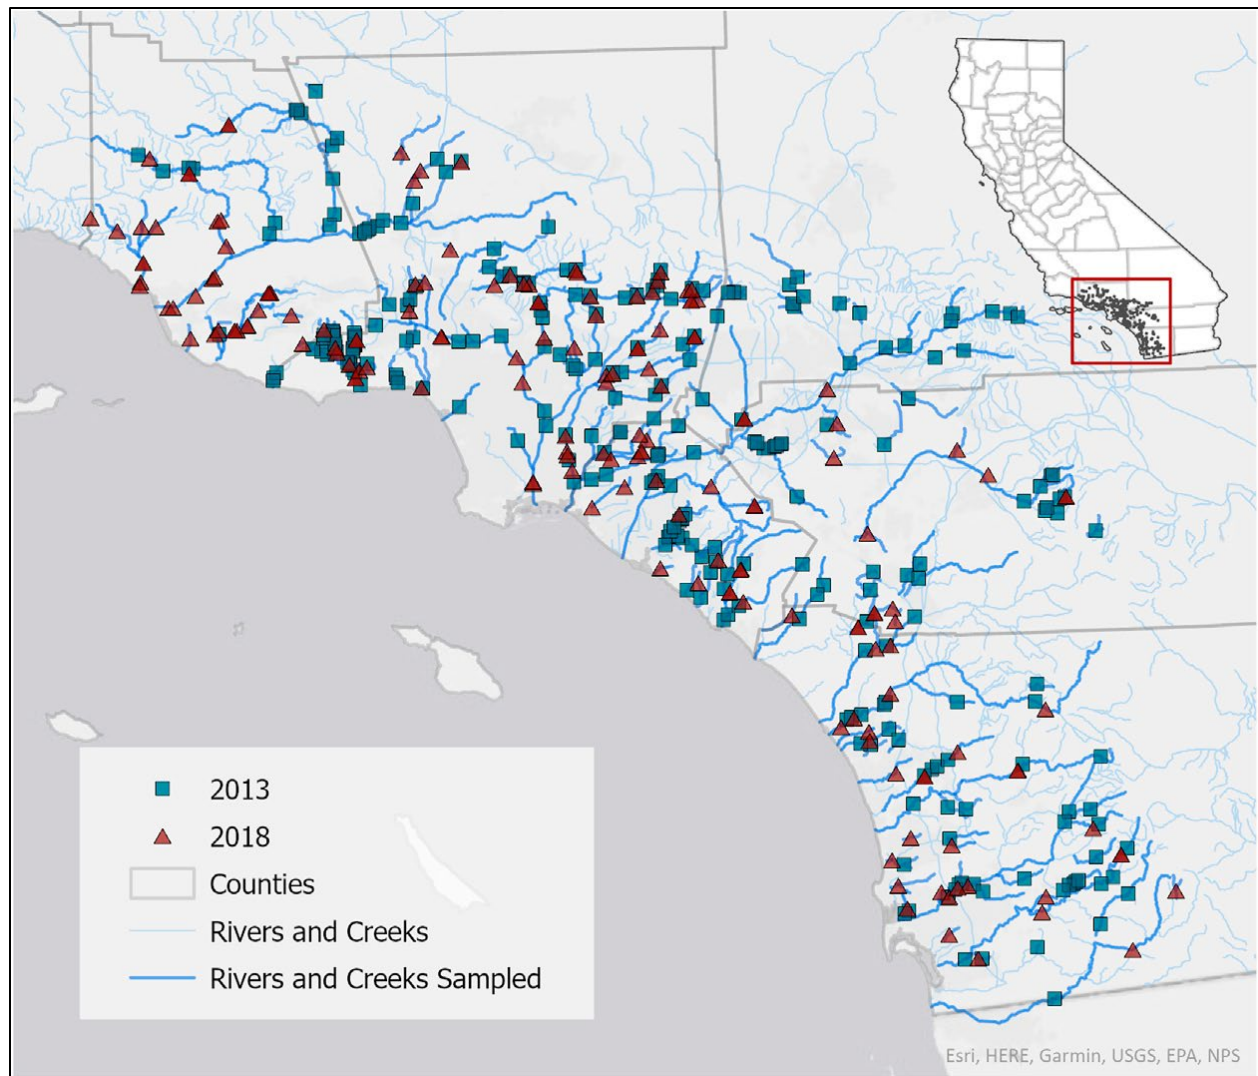 2013
2018
Counties
Rivers and Creeks
Rivers and Creeks Sampled
Esri, HERE, Garmin, USGS, EPA, NPS